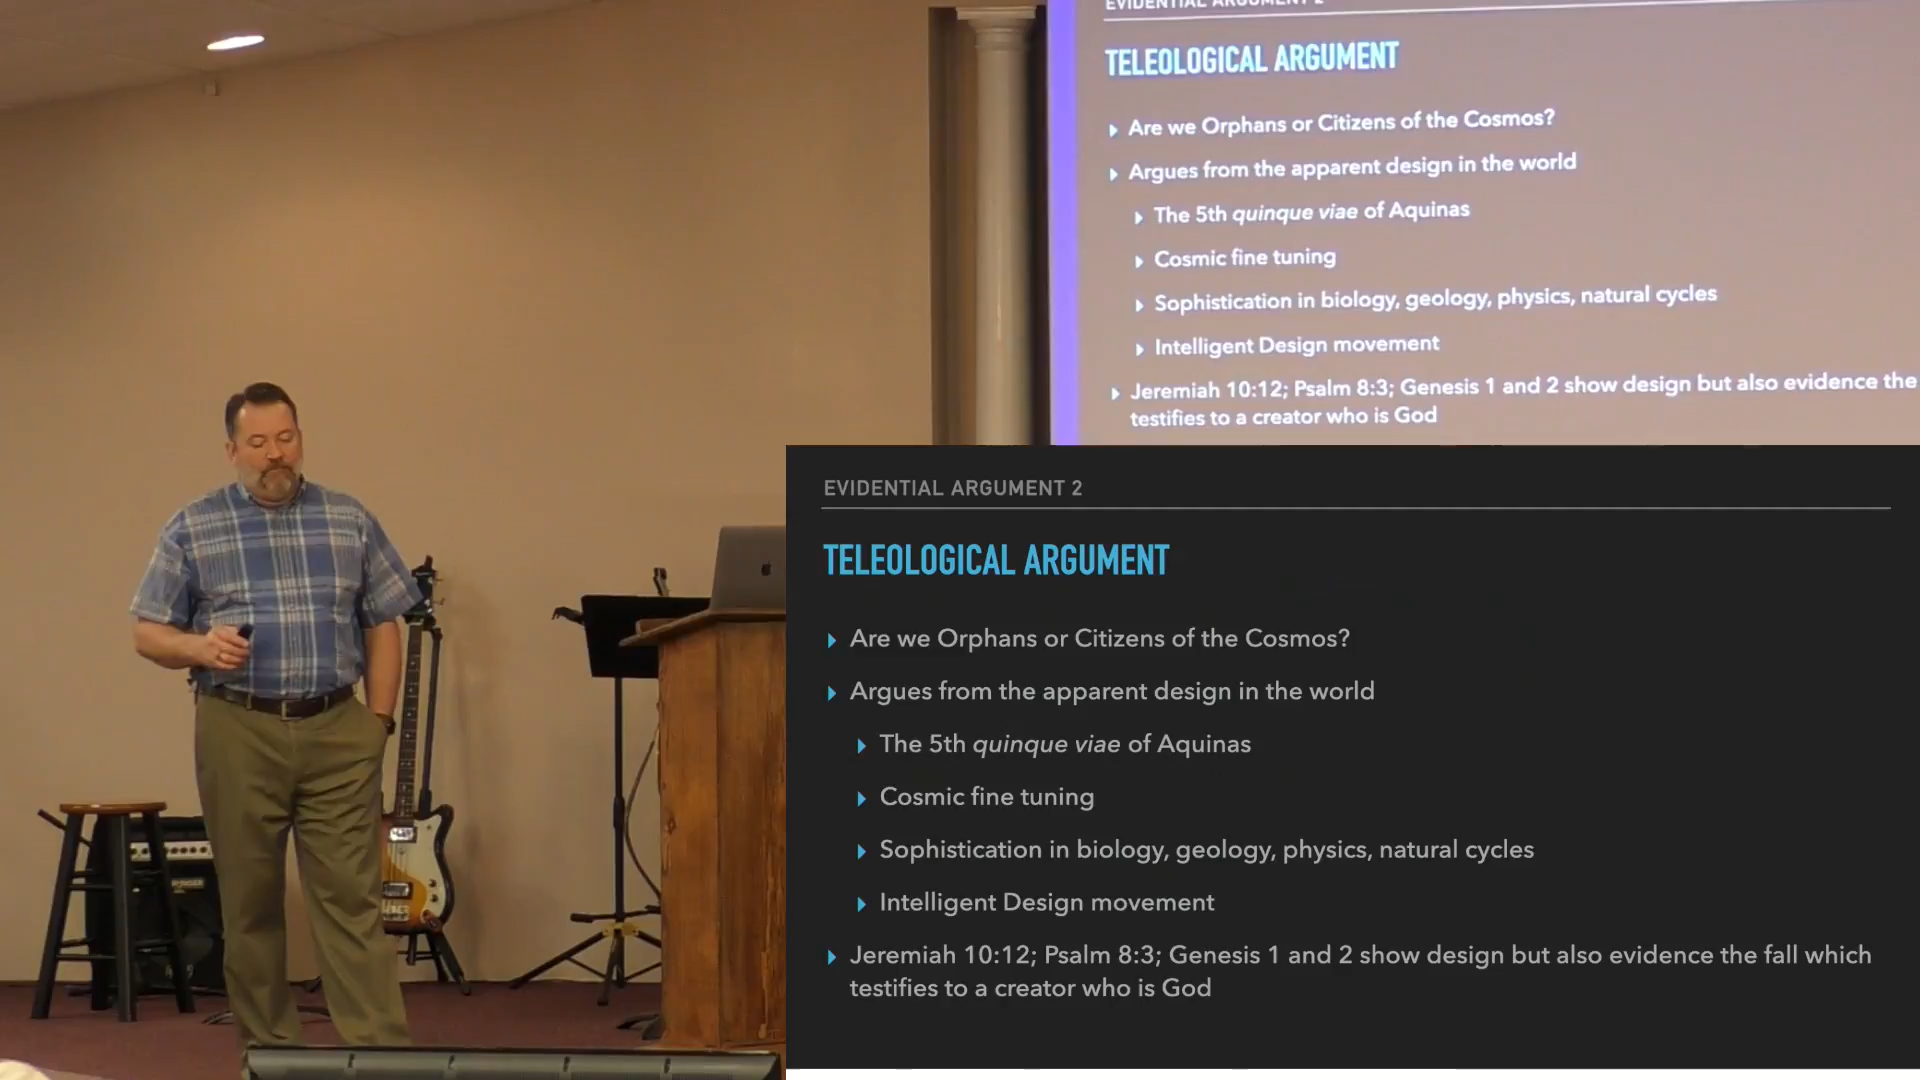 EVIDENTIAL ARGUMENT 2
TELEOLOGICAL ARGUMENT
Are we Orphans or Citizens of the Cosmos?
Argues from the apparent design in the world
The 5th quinque viae of Aquinas
Cosmic fine tuning
Sophistication in biology, geology, physics, natural cycles
Intelligent Design movement
Jeremiah 10:12; Psalm 8:3; Genesis 1 and 2 show design but also evidence the
testifies to a creator who is God
EVIDENTIAL ARGUMENT 2
TELEOLOGICAL ARGUMENT
Are we Orphans or Citizens of the Cosmos?
Argues from the apparent design in the world
The 5th quinque viae of Aquinas
Cosmic fine tuning
Sophistication in biology, geology, physics, natural cycles
Intelligent Design movement
Jeremiah 10:12; Psalm 8:3; Genesis 1 and 2 show design but also evidence the fall which
testifies to a creator who is God